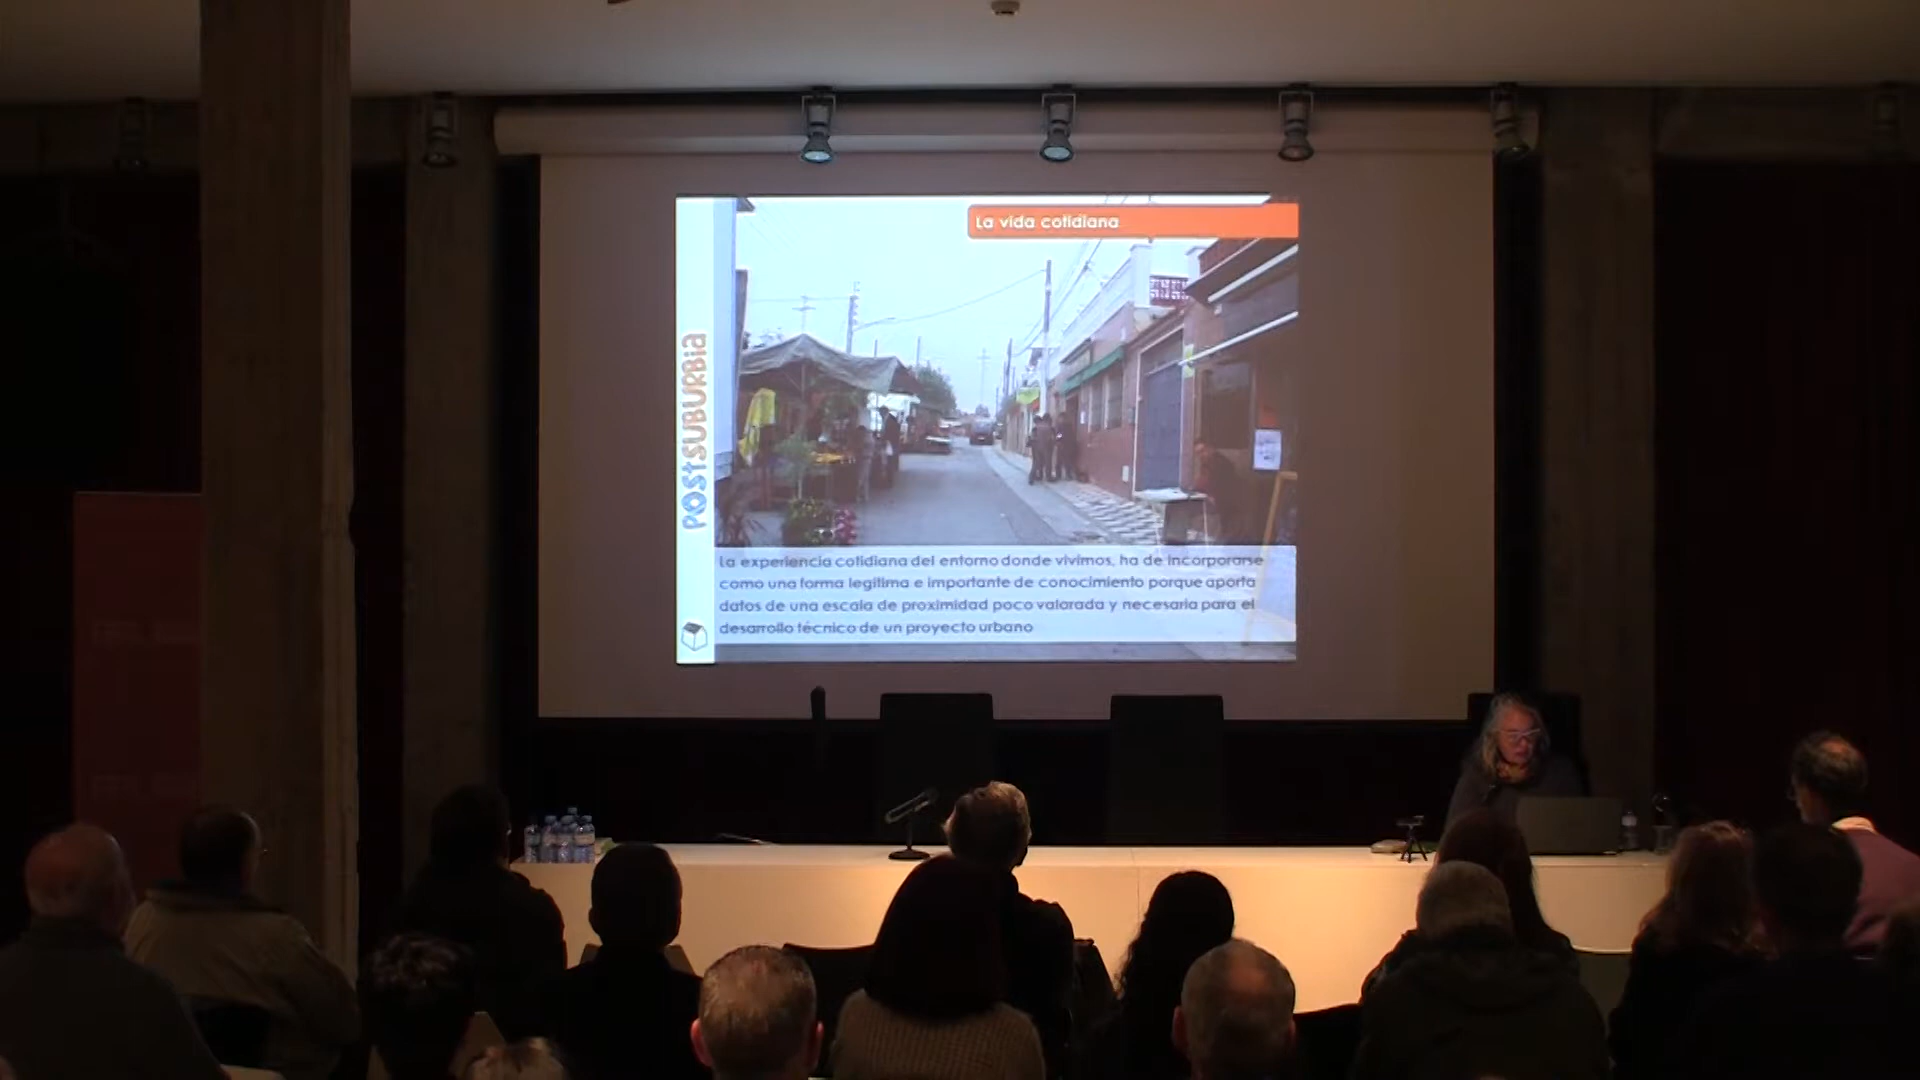 La vida cotidiana
POStSUBURBia
La experiencia cotidiana del entorno donde vivimos, ha de incorporarse
como una forma legítima e importante de conocimiento porque aporta
datos de una escala de proximidad poco valorada y necesaria para el
desarrollo técnico de un proyecto urbano